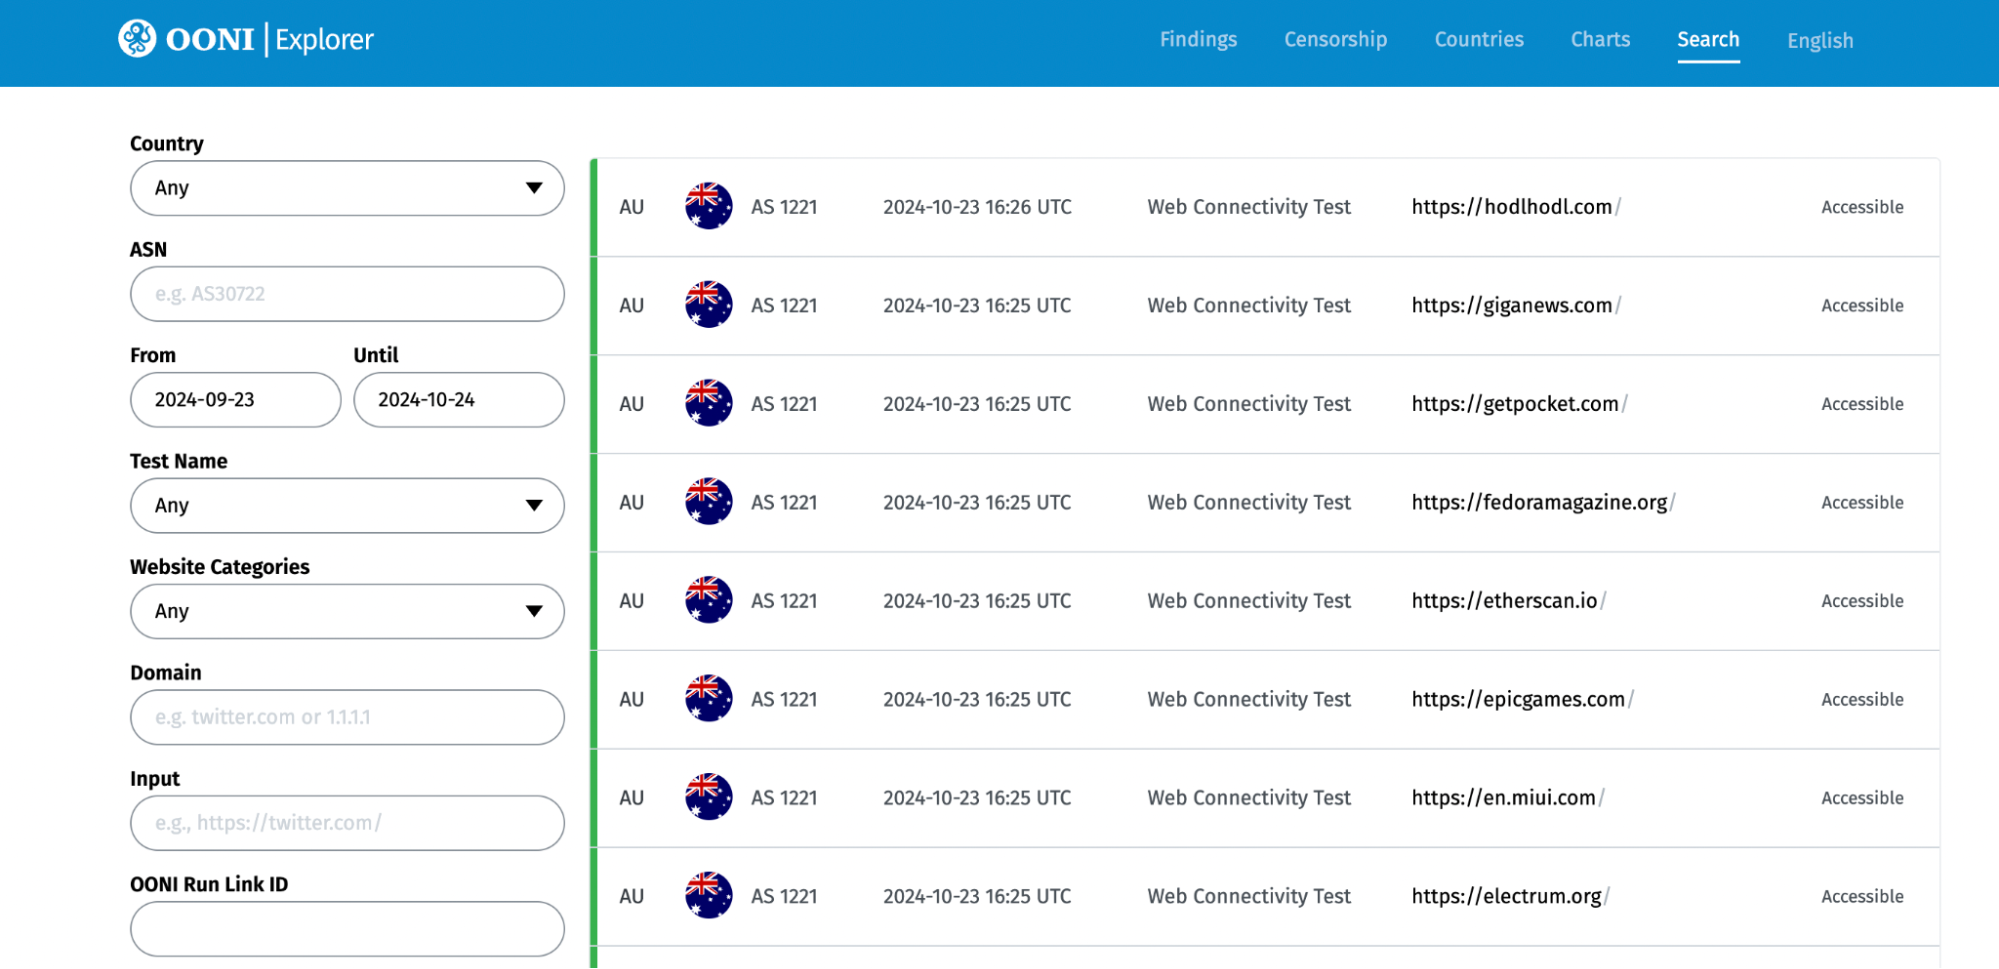 OONI Explorer
Findings Censorship Countries Charts Search English
Country
Any
ASN
e.g. AS30722
From Until
2024-09-23 2024-10-24
Test Name
Any
Website Categories
Any
Domain
e.g. twitter.com or 1.1.1.1
Input
e.g., https://twitter.com/
OONI Run Link ID
AU AS 1221 2024-10-23 16:26 UTC Web Connectivity Test https://hodlhodl.com/ Accessible
AU AS 1221 2024-10-23 16:25 UTC Web Connectivity Test https://giganews.com/ Accessible
AU AS 1221 2024-10-23 16:25 UTC Web Connectivity Test https://getpocket.com/ Accessible
AU AS 1221 2024-10-23 16:25 UTC Web Connectivity Test https://fedoramagazine.org/ Accessible
AU AS 1221 2024-10-23 16:25 UTC Web Connectivity Test https://etherscan.io/ Accessible
AU AS 1221 2024-10-23 16:25 UTC Web Connectivity Test https://epicgames.com/ Accessible
AU AS 1221 2024-10-23 16:25 UTC Web Connectivity Test https://en.miui.com/ Accessible
AU AS 1221 2024-10-23 16:25 UTC Web Connectivity Test https://electrum.org/ Accessible